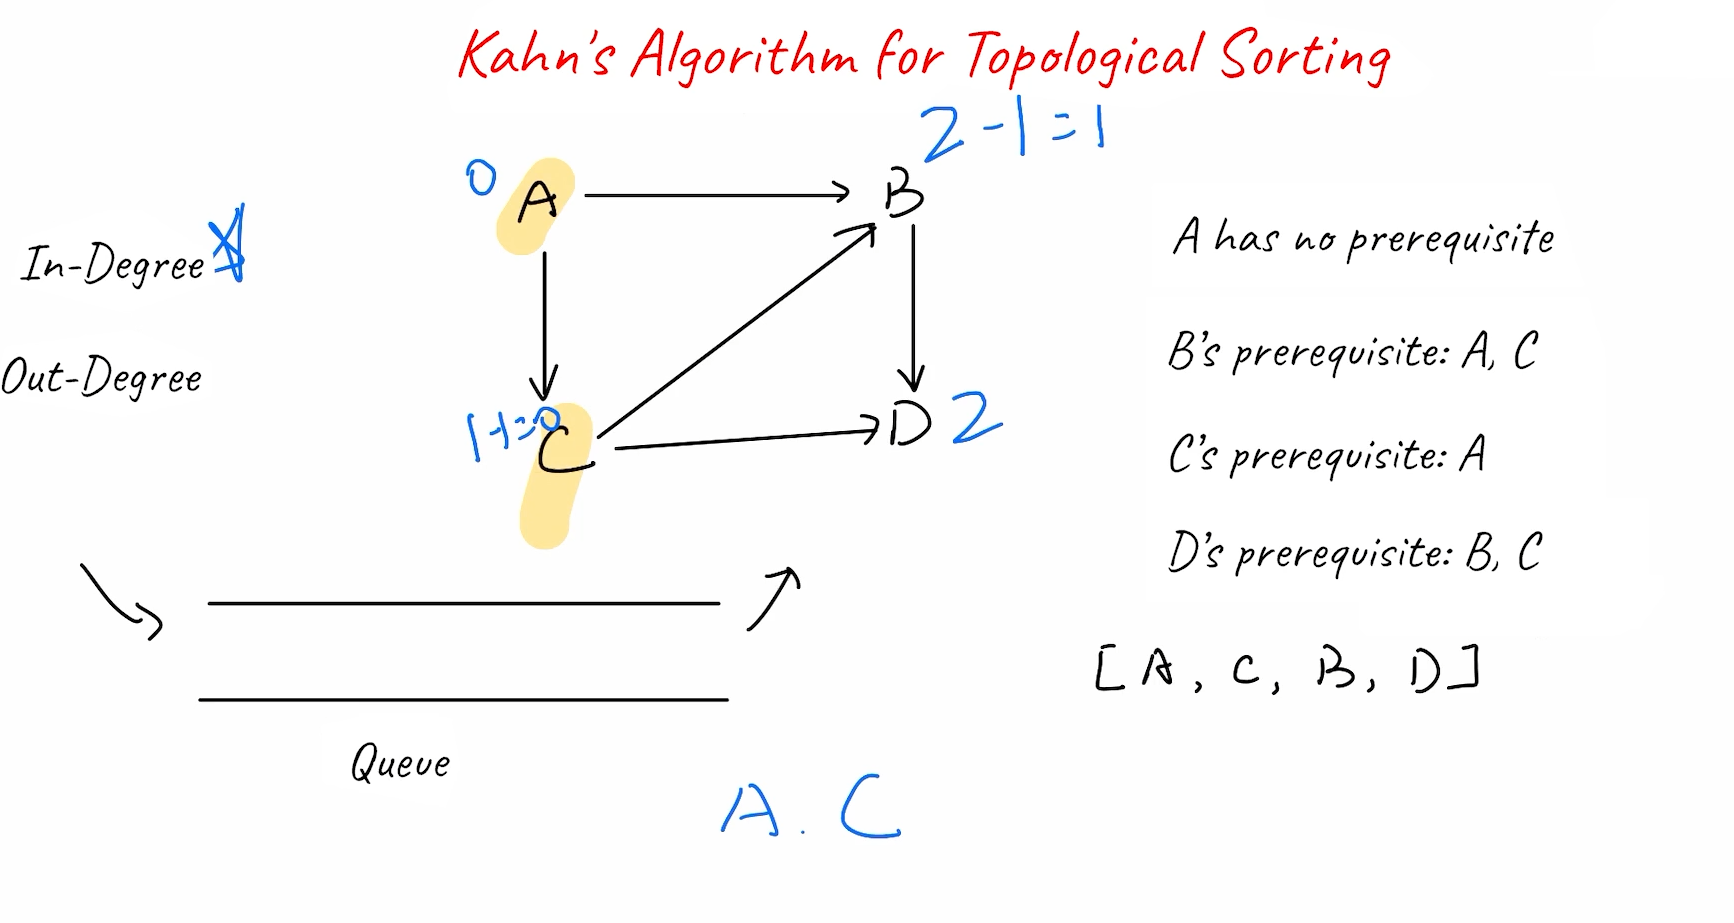 Kahn's Algorithm for Topological Sorting
2-1=1
0
A
B
In-Degree
A has no prerequisite
Out-Degree
B's prerequisite: A, C
1-1=0
C
D
2
C's prerequisite: A
D's prerequisite: B, C
[A, C, B, D]
Queue
A. C